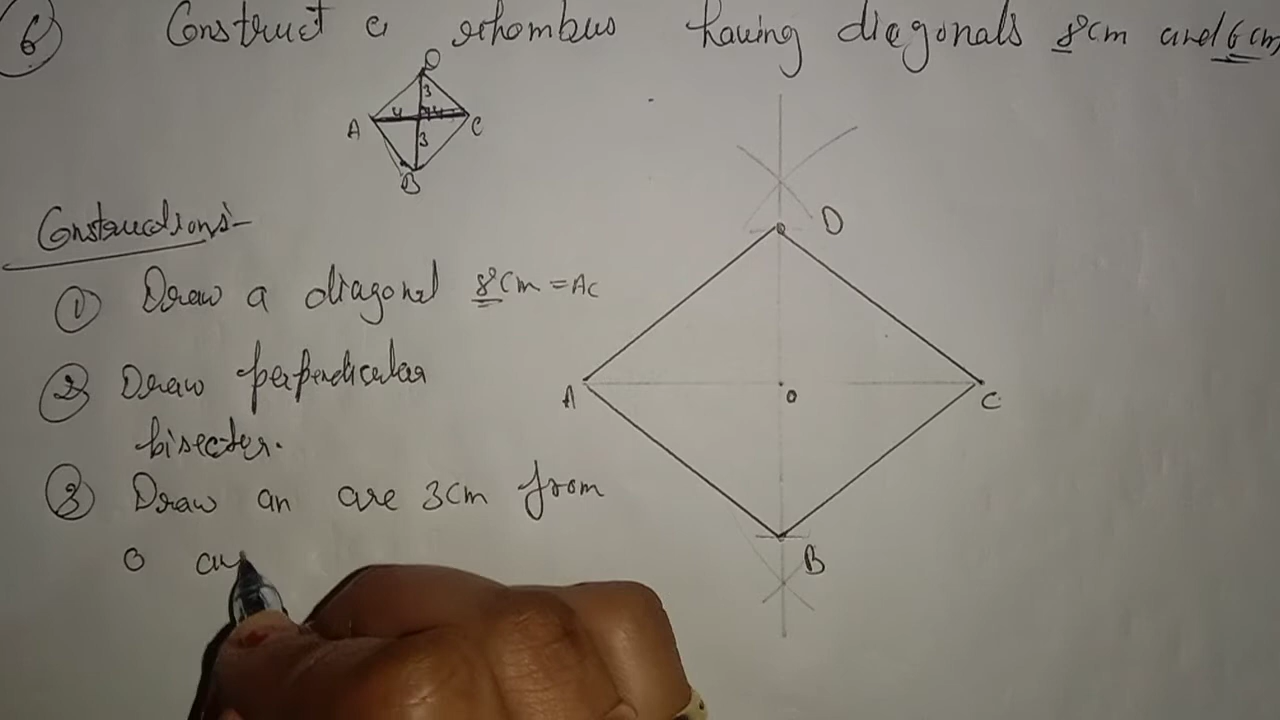 6 Construct a rhombus having diagonals 8cm and 6cm
D
3
4 4
A C
3
B
Constructions:-
1 Draw a diagonal 8cm = AC
2 Draw perpendicular
bisecter.
3 Draw an arc 3cm from
O
D
A O C
B